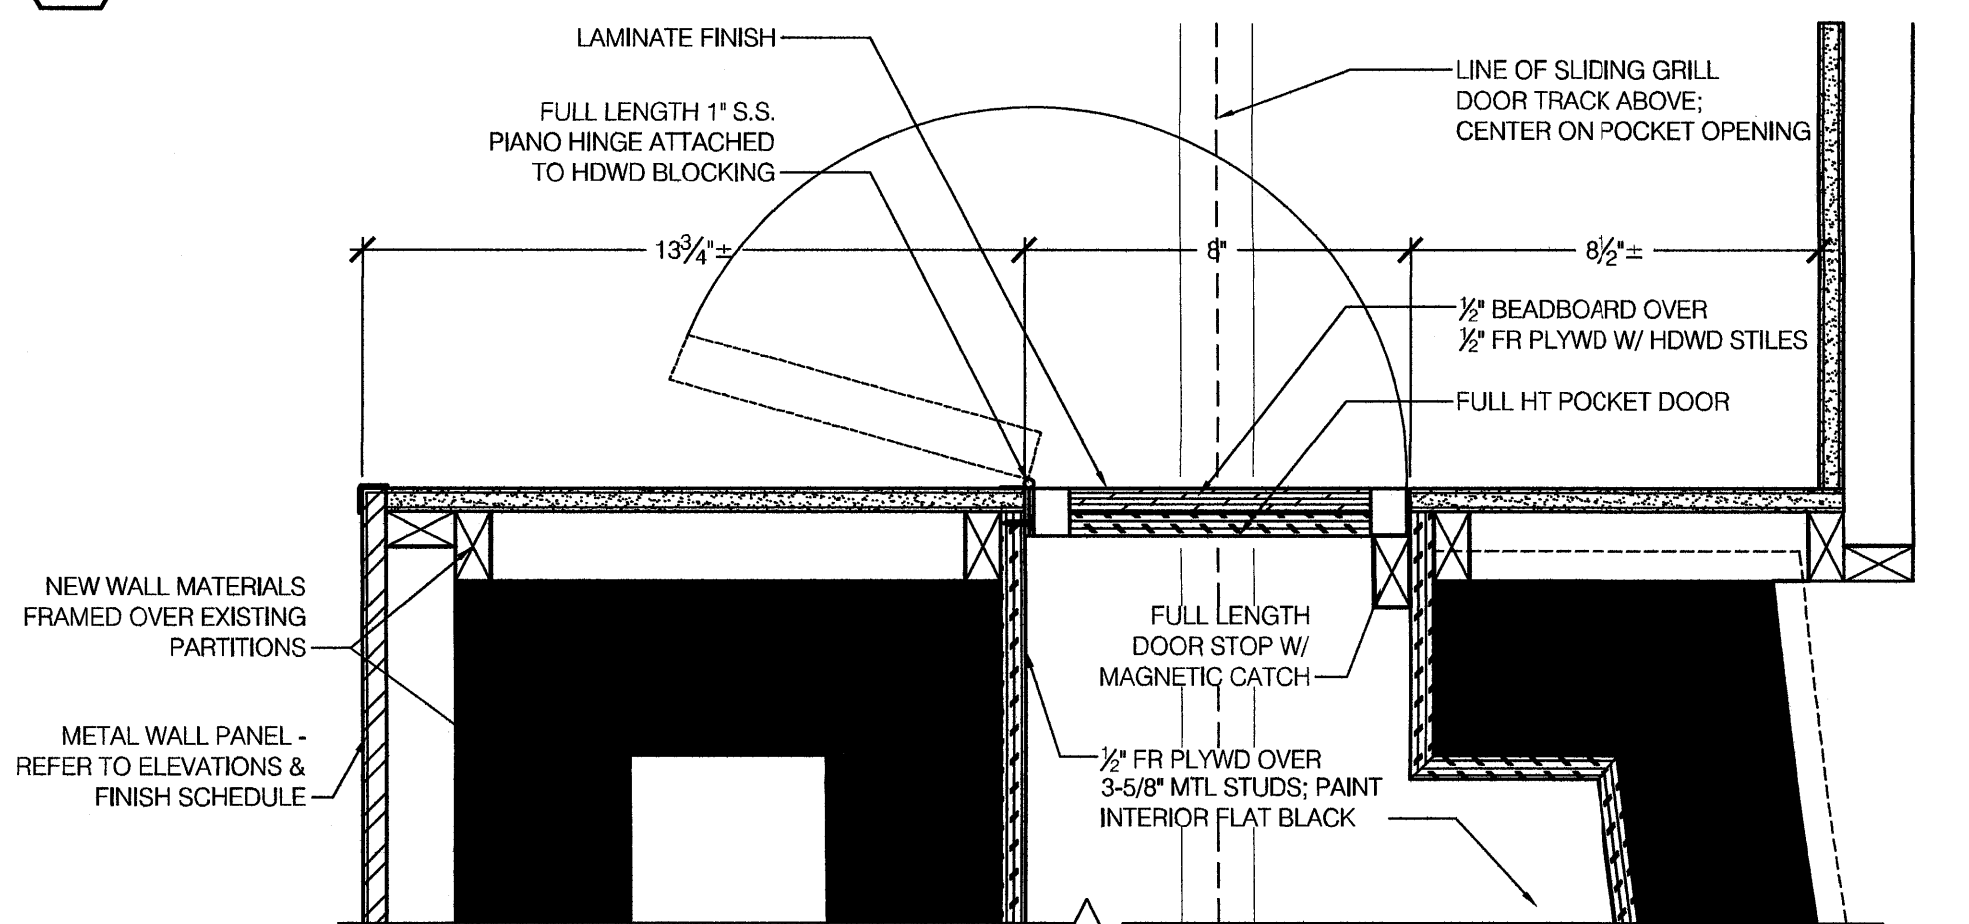 LAMINATE FINISH
FULL LENGTH 1" S.S.
PIANO HINGE ATTACHED
TO HDWD BLOCKING
LINE OF SLIDING GRILL
DOOR TRACK ABOVE;
CENTER ON POCKET OPENING
13¾"±
8"
8½"±
½" BEADBOARD OVER
½" FR PLYWD W/ HDWD STILES
FULL HT POCKET DOOR
NEW WALL MATERIALS
FRAMED OVER EXISTING
PARTITIONS
FULL LENGTH
DOOR STOP W/
MAGNETIC CATCH
METAL WALL PANEL -
REFER TO ELEVATIONS &
FINISH SCHEDULE
½" FR PLYWD OVER
3-5/8" MTL STUDS; PAINT
INTERIOR FLAT BLACK